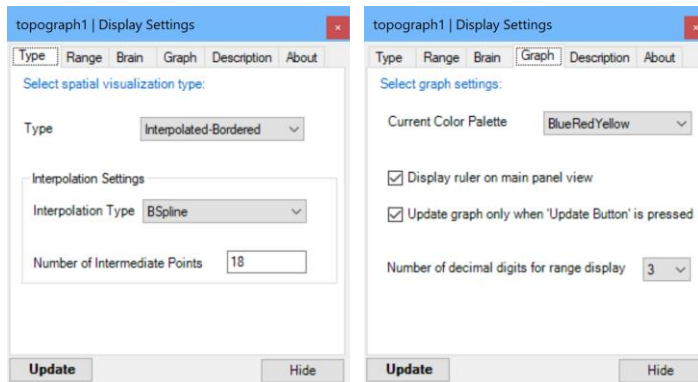 topograph1 | Display Settings
×
Type Range Brain Graph Description About
Select spatial visualization type:
Type Interpolated-Bordered
Interpolation Settings
Interpolation Type BSpline
Number of Intermediate Points 18
Update Hide
topograph1 | Display Settings
×
Type Range Brain Graph Description About
Select graph settings:
Current Color Palette BlueRedYellow
Display ruler on main panel view
Update graph only when 'Update Button' is pressed
Number of decimal digits for range display 3
Update Hide